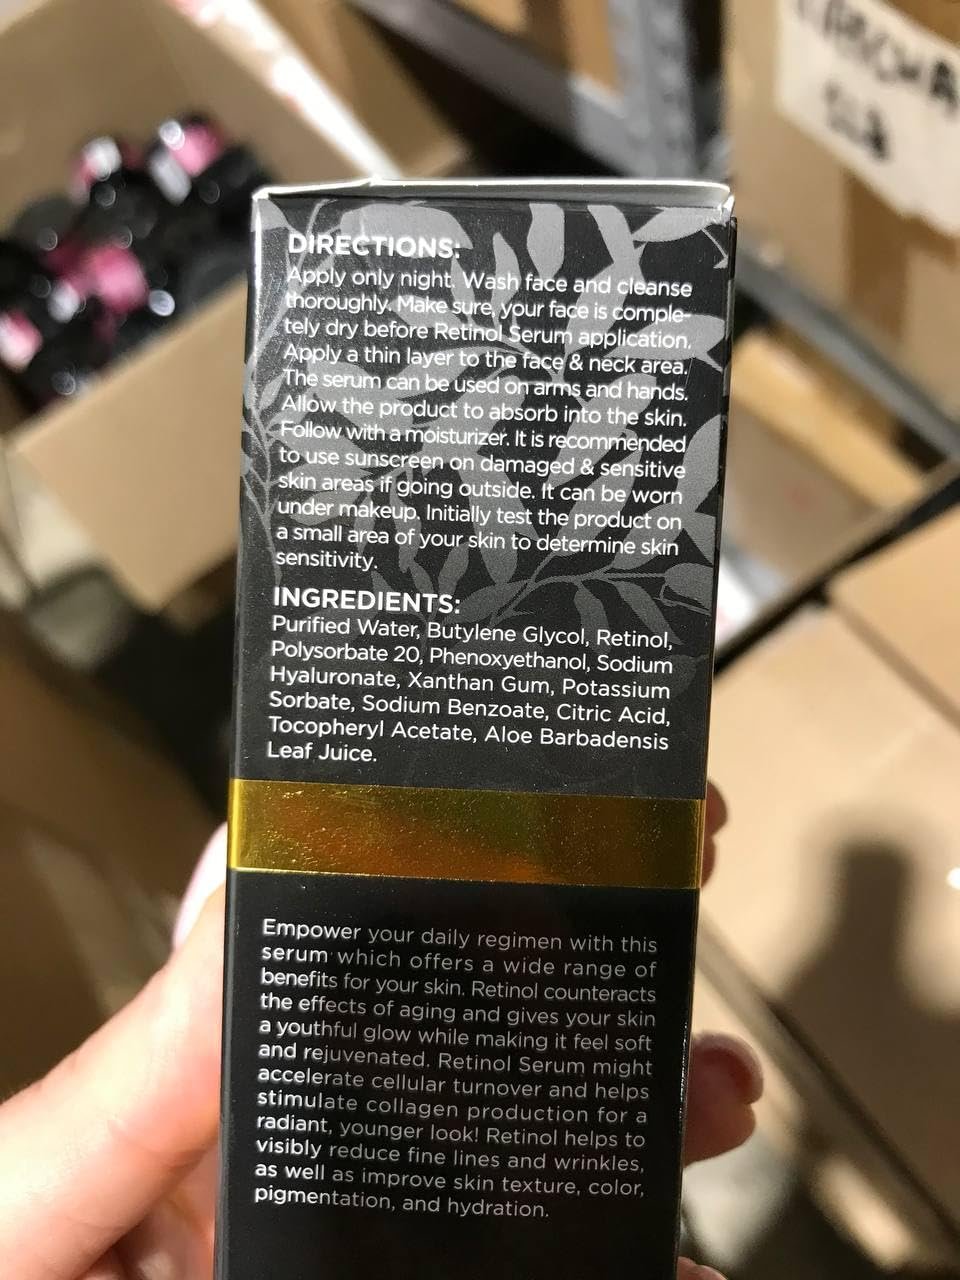 DIRECTIONS:
Apply only night. Wash face and cleanse
thoroughly. Make sure, your face is comple-
tely dry before Retinol Serum application.
Apply a thin layer to the face & neck area.
The serum can be used on arms and hands.
Allow the product to absorb into the skin.
Follow with a moisturizer. It is recommended
to use sunscreen on damaged & sensitive
skin areas if going outside. It can be worn
under makeup. Initially test the product on
a small area of your skin to determine skin
sensitivity.
INGREDIENTS:
Purified Water, Butylene Glycol, Retinol,
Polysorbate 20, Phenoxyethanol, Sodium
Hyaluronate, Xanthan Gum, Potassium
Sorbate, Sodium Benzoate, Citric Acid,
Tocopheryl Acetate, Aloe Barbadensis
Leaf Juice.
Empower your daily regimen with this
serum which offers a wide range of
benefits for your skin. Retinol counteracts
the effects of aging and gives your skin
a youthful glow while making it feel soft
and rejuvenated. Retinol Serum might
accelerate cellular turnover and helps
stimulate collagen production for a
radiant, younger look! Retinol helps to
visibly reduce fine lines and wrinkles,
as well as improve skin texture, color,
pigmentation, and hydration.